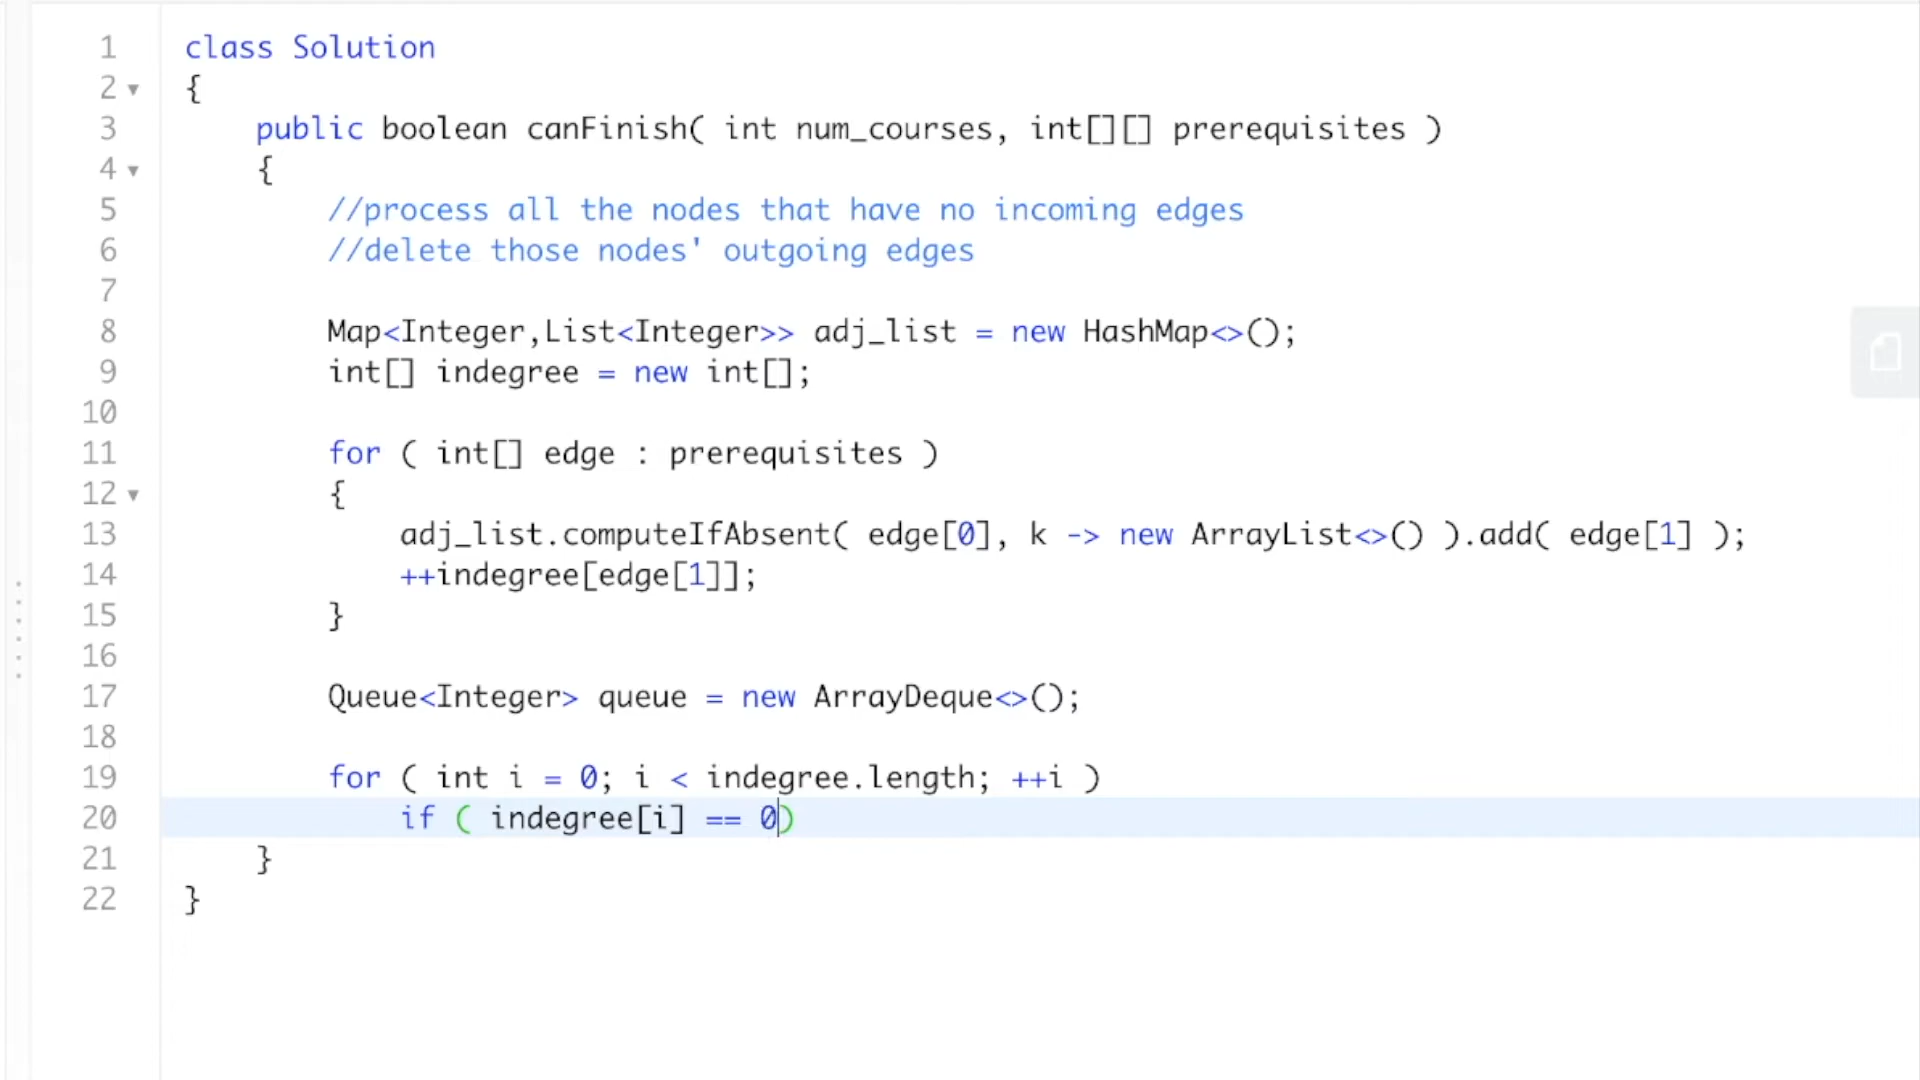 1 class Solution
2 {
3 public boolean canFinish( int num_courses, int[][] prerequisites )
4 {
5 //process all the nodes that have no incoming edges
6 //delete those nodes' outgoing edges
7
8 Map<Integer,List<Integer>> adj_list = new HashMap<>();
9 int[] indegree = new int[];
10
11 for ( int[] edge : prerequisites )
12 {
13 adj_list.computeIfAbsent( edge[0], k -> new ArrayList<>() ).add( edge[1] );
14 ++indegree[edge[1]];
15 }
16
17 Queue<Integer> queue = new ArrayDeque<>();
18
19 for ( int i = 0; i < indegree.length; ++i )
20 if ( indegree[i] == 0)
21 }
22 }